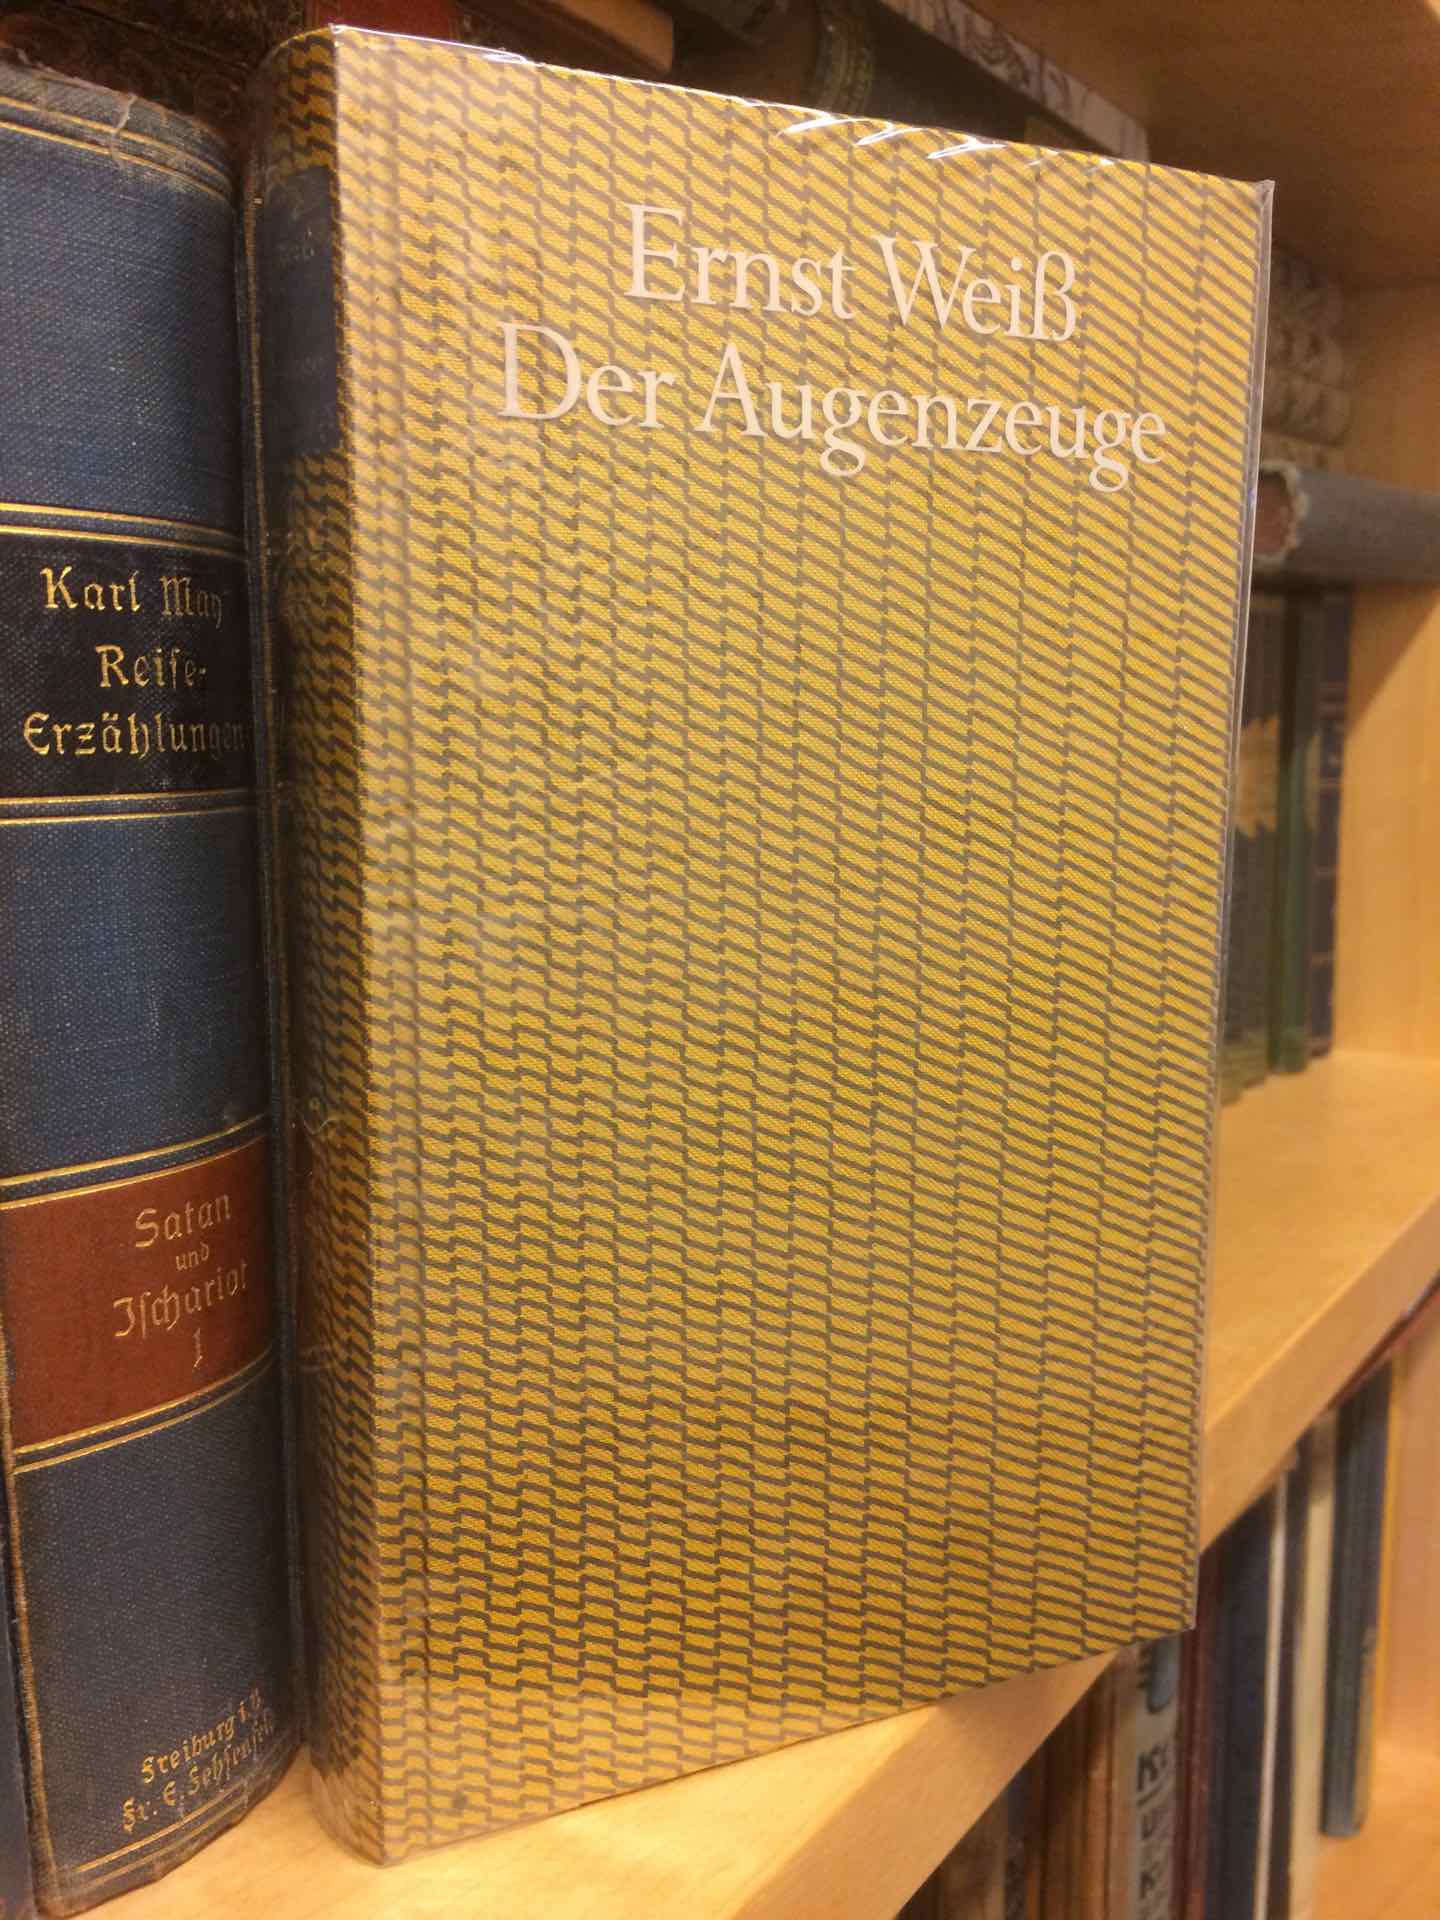 Ernst Weiß
Der Augenzeuge
Karl May
Reiſe-
Erzählungen
Satan
und
Iſchariot
1
Freiburg i. B.
Fr. E. Fehſenfeld